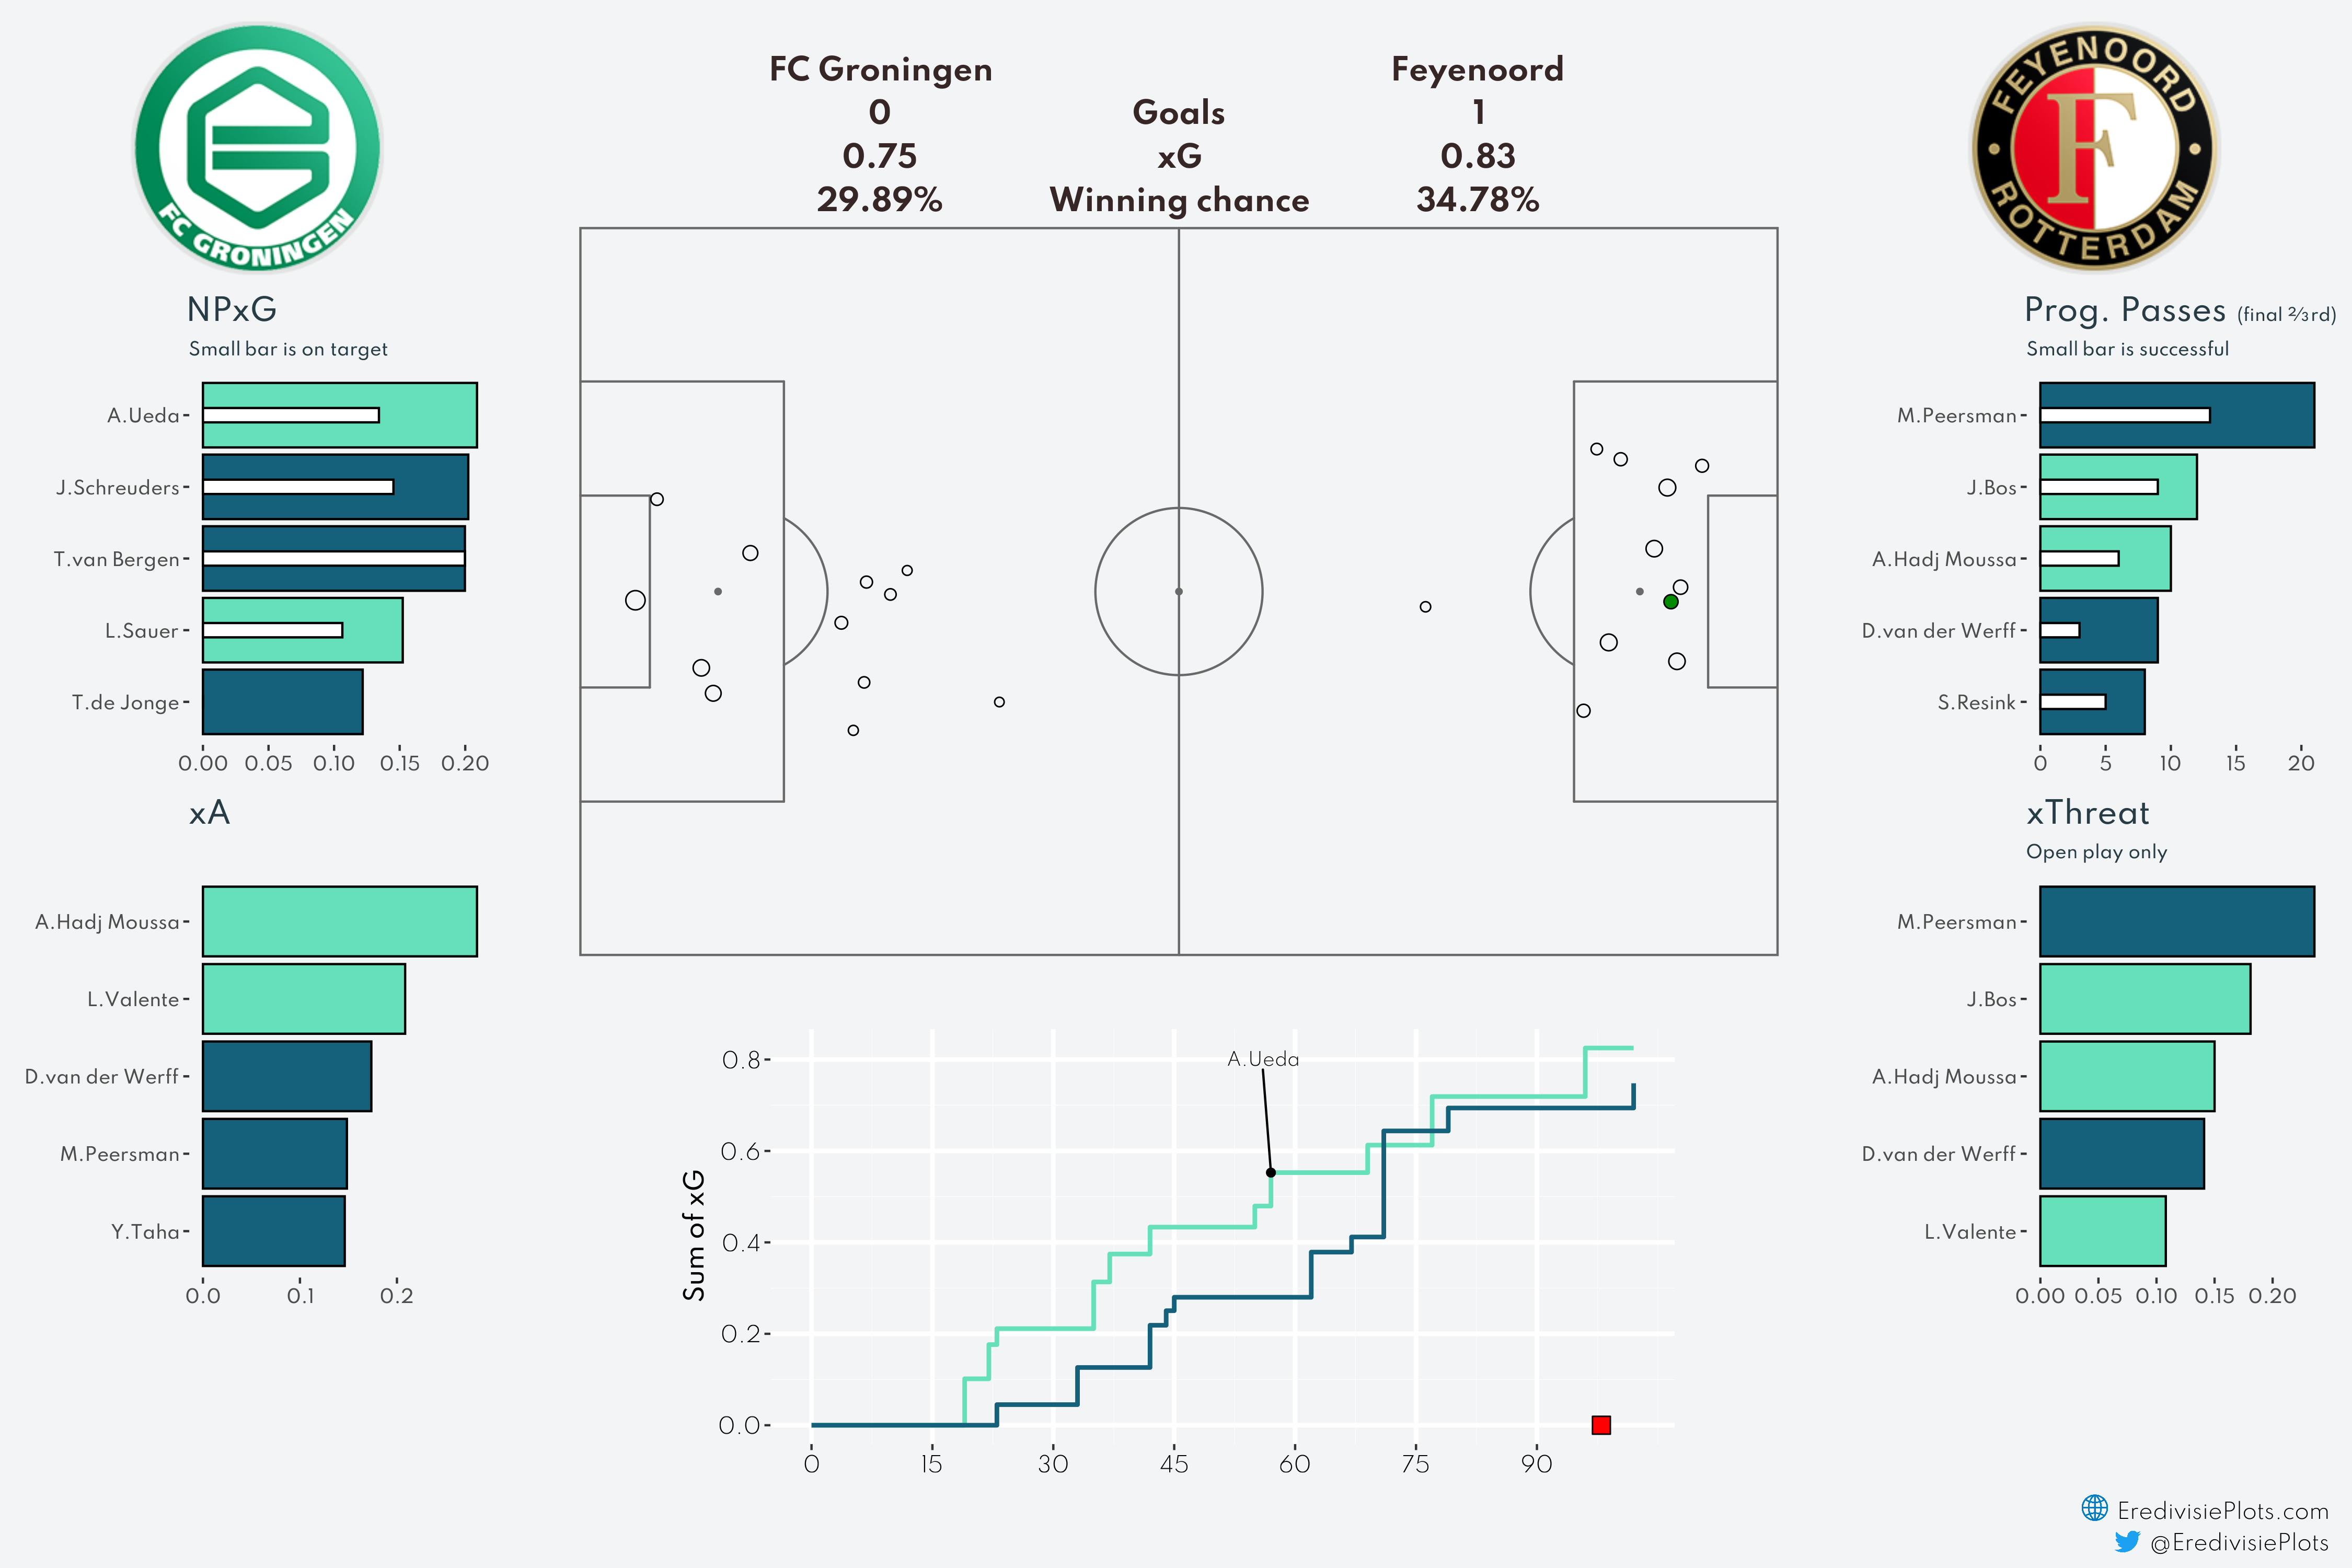 FC GRONINGEN
FC Groningen Feyenoord
0 Goals 1
0.75 xG 0.83
29.89% Winning chance 34.78%
FEYENOORD
F
ROTTERDAM
NPxG
Small bar is on target
A.Ueda
J.Schreuders
T.van Bergen
L.Sauer
T.de Jonge
0.00 0.05 0.10 0.15 0.20
xA
A.Hadj Moussa
L.Valente
D.van der Werff
M.Peersman
Y.Taha
0.0 0.1 0.2
A.Ueda
Sum of xG
0.8
0.6
0.4
0.2
0.0
0 15 30 45 60 75 90
Prog. Passes (final ⅔rd)
Small bar is successful
M.Peersman
J.Bos
A.Hadj Moussa
D.van der Werff
S.Resink
0 5 10 15 20
xThreat
Open play only
M.Peersman
J.Bos
A.Hadj Moussa
D.van der Werff
L.Valente
0.00 0.05 0.10 0.15 0.20
EredivisiePlots.com
@EredivisiePlots